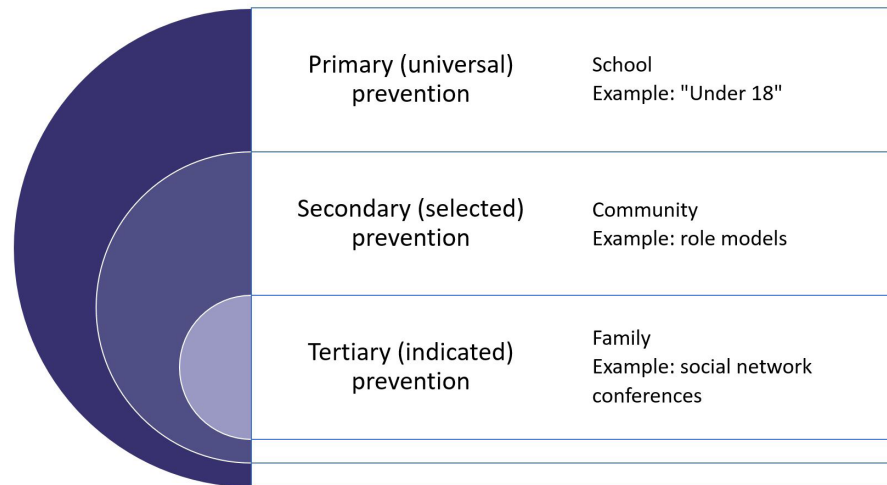 Primary (universal)
prevention
School
Example: "Under 18"
Secondary (selected)
prevention
Community
Example: role models
Tertiary (indicated)
prevention
Family
Example: social network
conferences